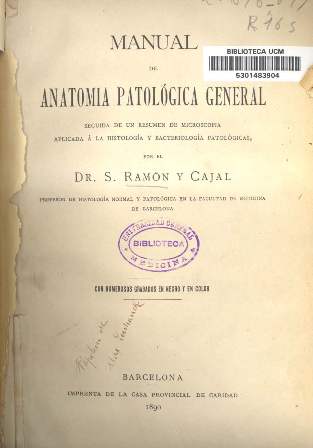 BIBLIOTECA UCM
5301483904
MANUAL
DE
ANATOMIA PATOLÓGICA GENERAL
SEGUIDA DE UN RESUMEN DE MICROSCOPIA
APLICADA Á LA HISTOLOGÍA Y BACTERIOLOGÍA PATOLÓGICAS,
POR EL
DR. S. RAMÓN Y CAJAL
PROFESOR DE HISTOLOGÍA NORMAL Y PATOLÓGICA EN LA FACULTAD DE MEDICINA
DE BARCELONA
BIBLIOTECA
MEDICINA
CON NUMEROSOS GRABADOS EN NEGRO Y EN COLOR
BARCELONA
IMPRENTA DE LA CASA PROVINCIAL DE CARIDAD
1890